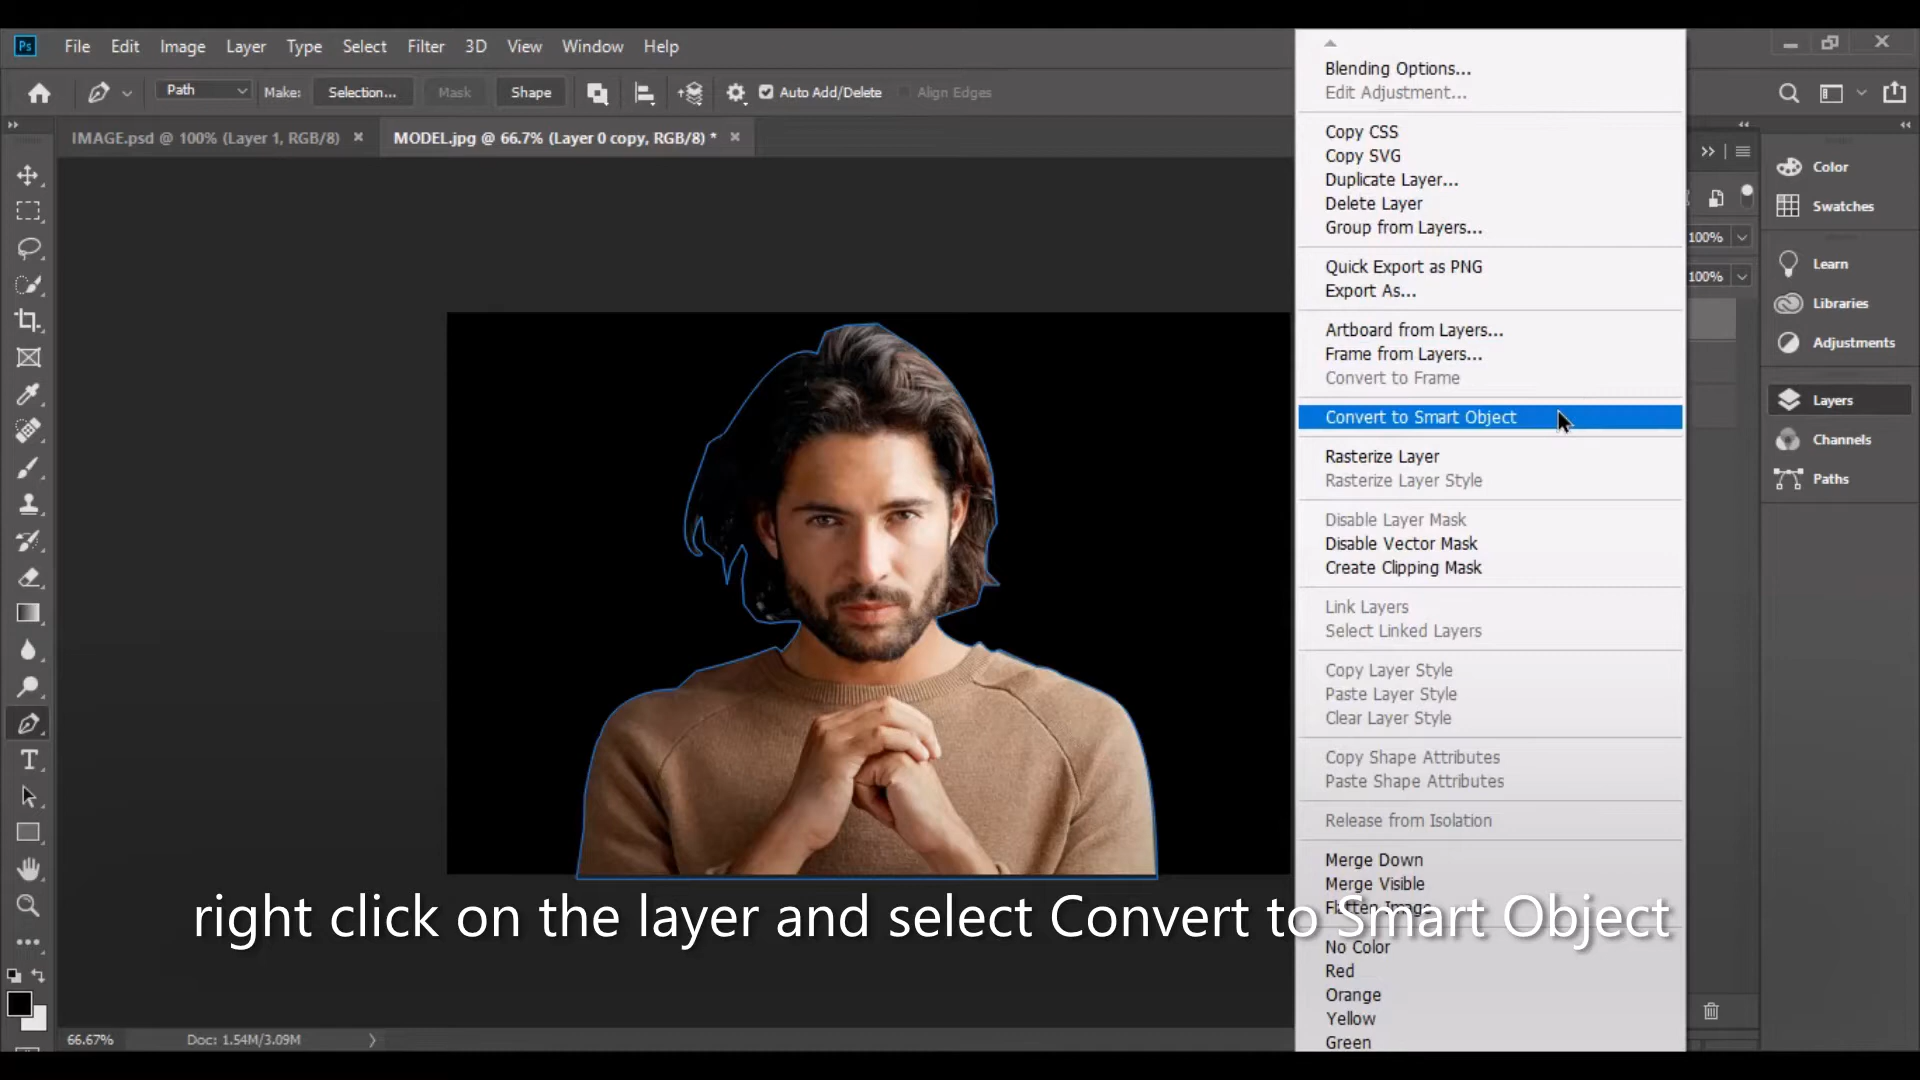 Ps File Edit Image Layer Type Select Filter 3D View Window Help
Path Make: Selection... Mask Shape Auto Add/Delete Align Edges
IMAGE.psd @ 100% (Layer 1, RGB/8) × MODEL.jpg @ 66.7% (Layer 0 copy, RGB/8) * ×
Blending Options...
Edit Adjustment...
Copy CSS
Copy SVG
Duplicate Layer...
Delete Layer
Group from Layers...
Quick Export as PNG
Export As...
Artboard from Layers...
Frame from Layers...
Convert to Frame
Convert to Smart Object
Rasterize Layer
Rasterize Layer Style
Disable Layer Mask
Disable Vector Mask
Create Clipping Mask
Link Layers
Select Linked Layers
Copy Layer Style
Paste Layer Style
Clear Layer Style
Copy Shape Attributes
Paste Shape Attributes
Release from Isolation
Merge Down
Merge Visible
Flatten Image
No Color
Red
Orange
Yellow
Green
100%
100%
Color
Swatches
Learn
Libraries
Adjustments
Layers
Channels
Paths
right click on the layer and select Convert to Smart Object
66.67% Doc: 1.54M/3.09M